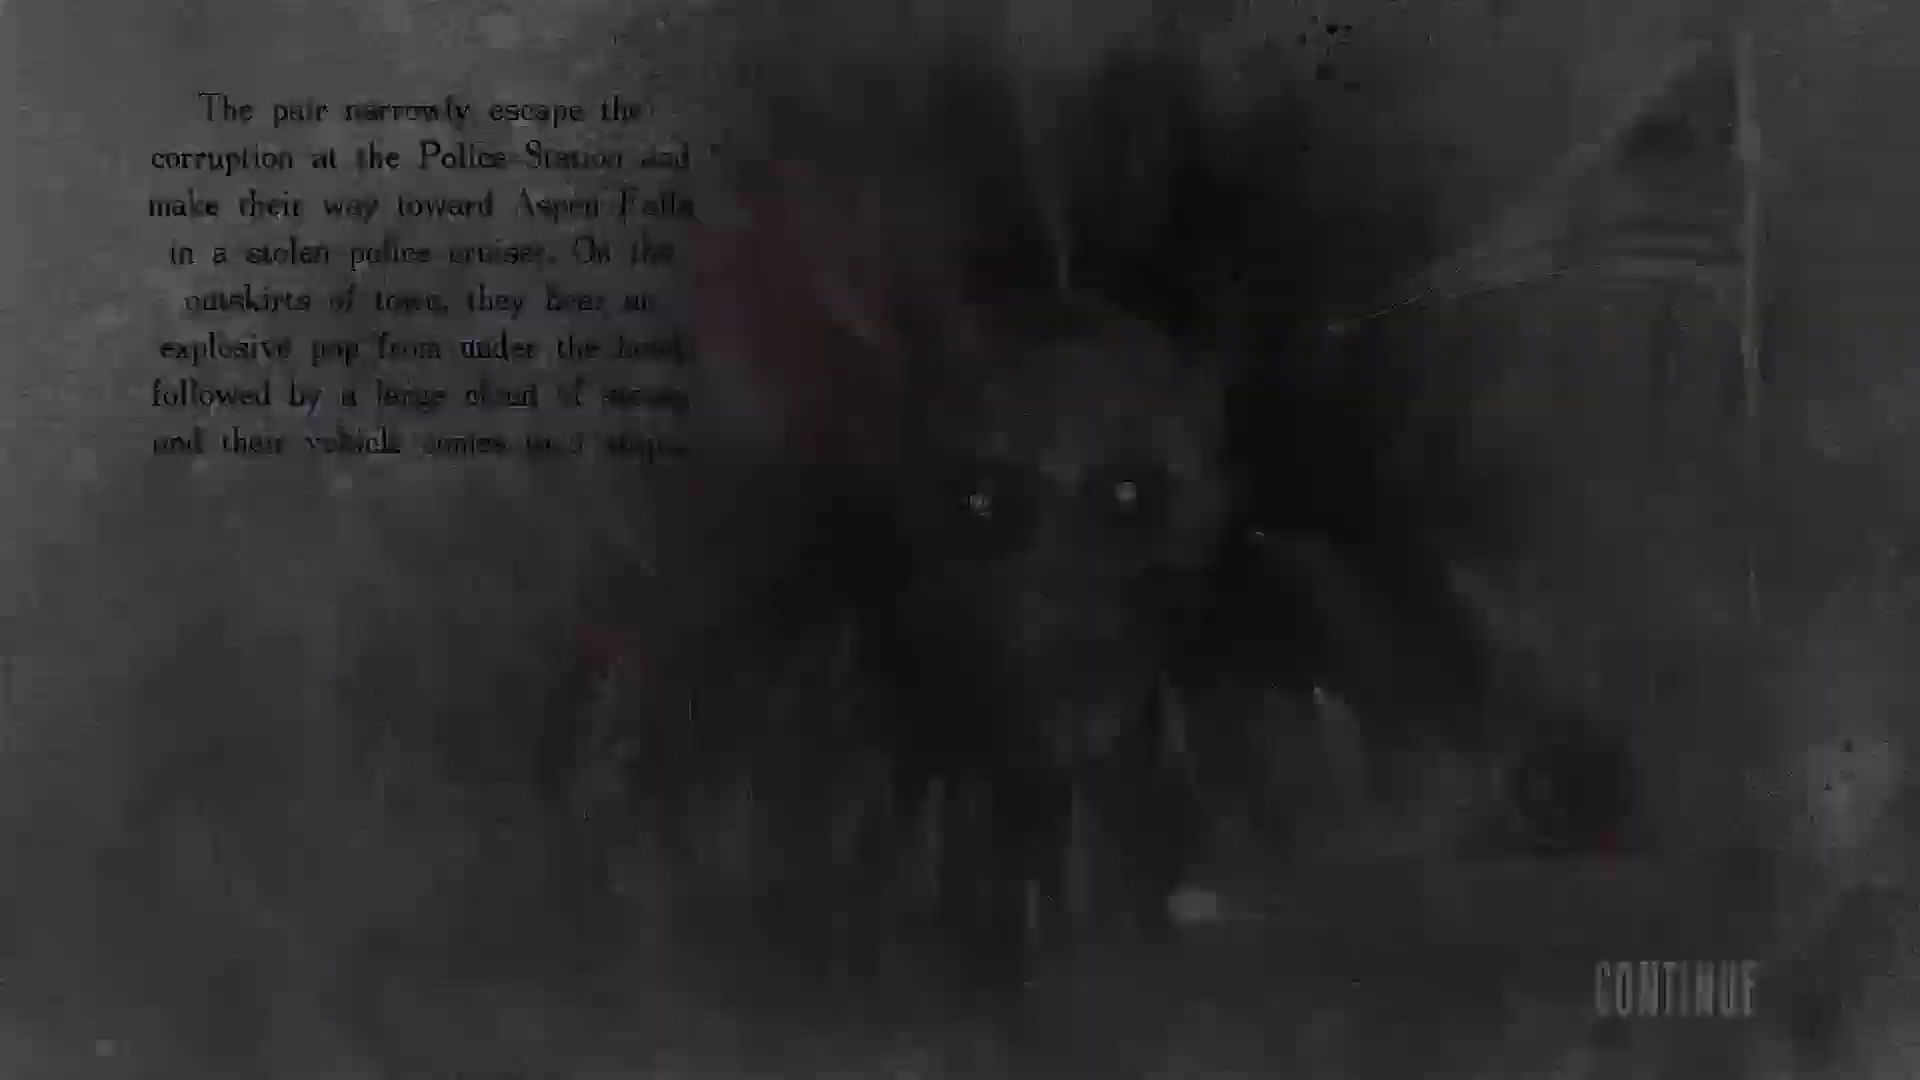 The pair narrowly escape the
corruption at the Police Station and
make their way toward Aspen Falls
in a stolen police cruiser. On the
outskirts of town, they hear an
explosive pop from under the hood,
followed by a large cloud of
and their vehicle comes to a
CONTINUE